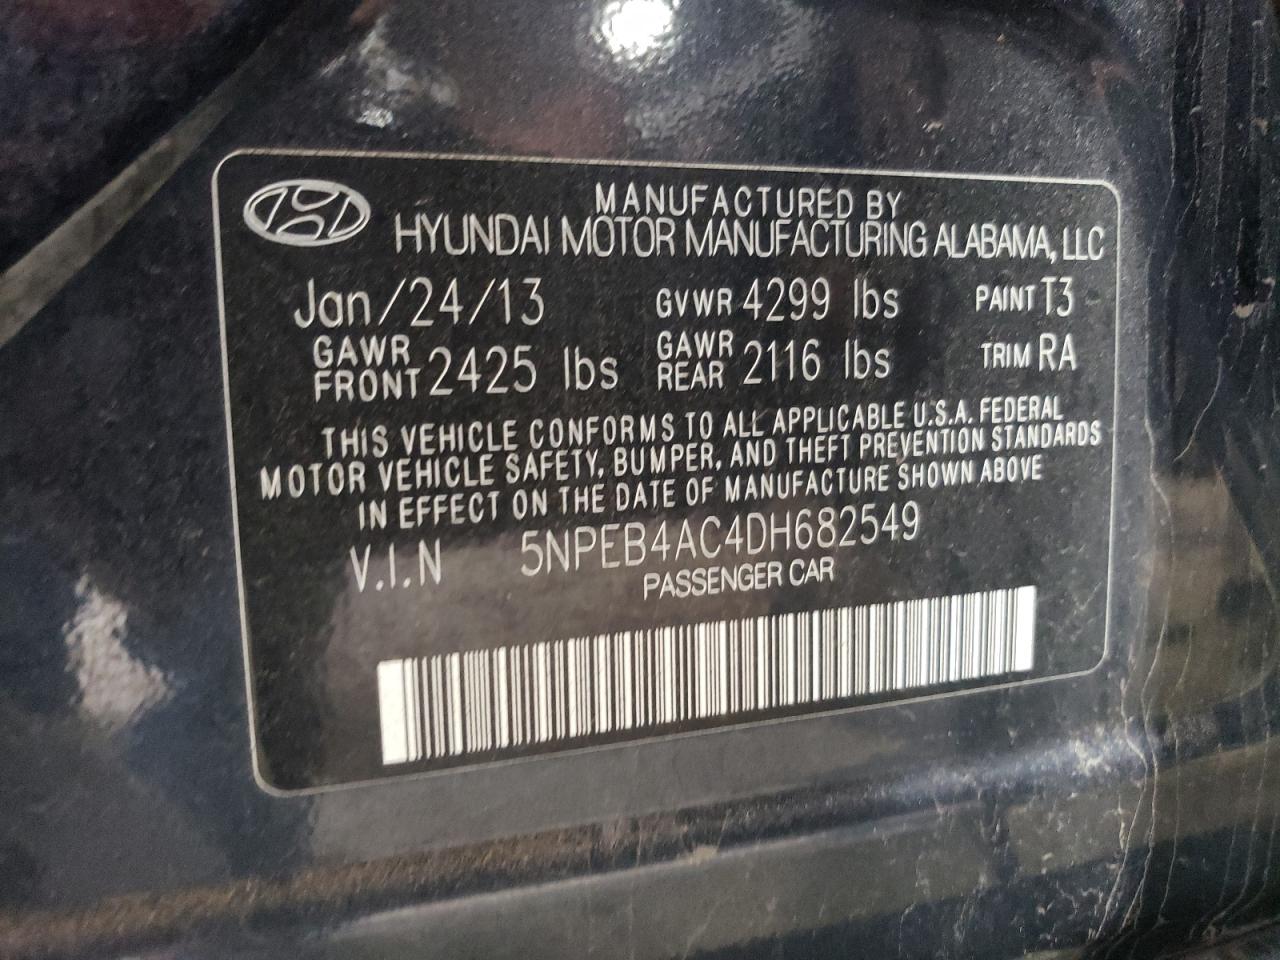 MANUFACTURED BY
HYUNDAI MOTOR MANUFACTURING ALABAMA, LLC
Jan/24/13 GVWR 4299 lbs PAINT T3
GAWR FRONT 2425 lbs GAWR REAR 2116 lbs TRIM RA
THIS VEHICLE CONFORMS TO ALL APPLICABLE U.S.A. FEDERAL
MOTOR VEHICLE SAFETY, BUMPER, AND THEFT PREVENTION STANDARDS
IN EFFECT ON THE DATE OF MANUFACTURE SHOWN ABOVE
V.I.N 5NPEB4AC4DH682549
PASSENGER CAR